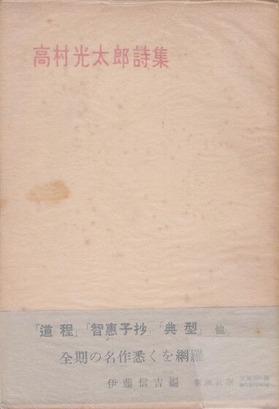 高村光太郎詩集
「道程」「智惠子抄」「典型」他
全期の名作悉くを網羅
伊藤信吉編